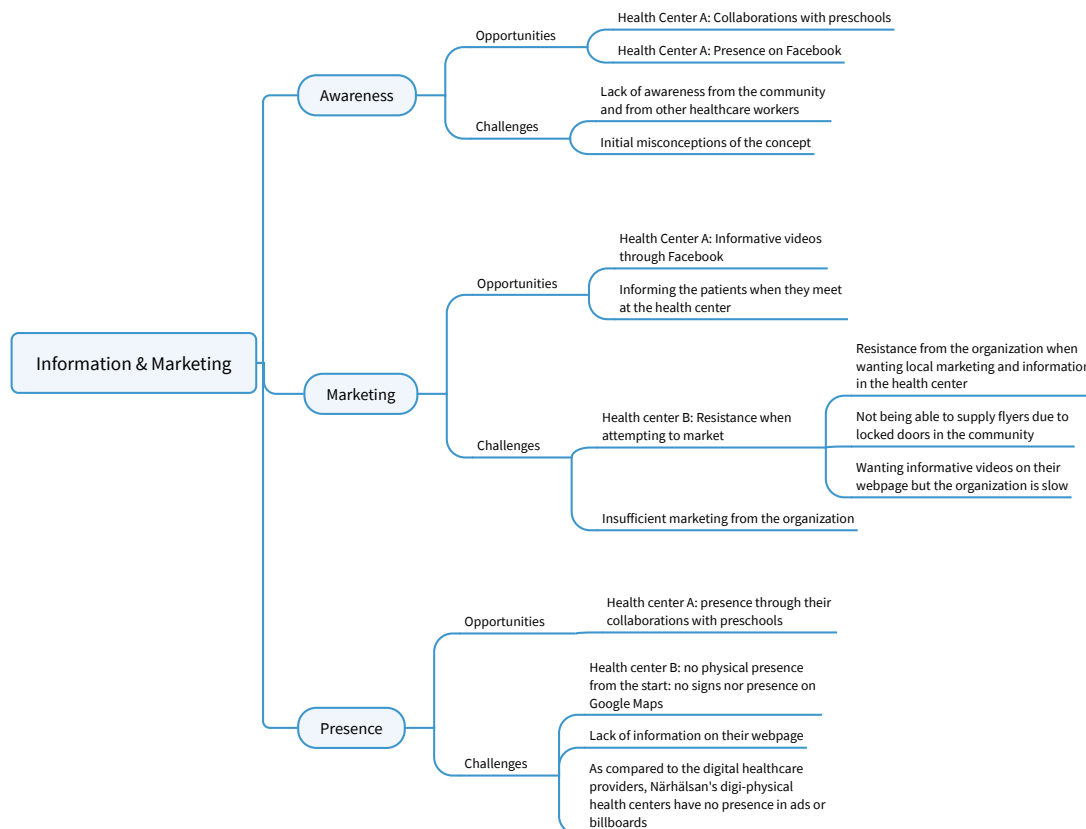 Information & Marketing
Awareness
Opportunities
Health Center A: Collaborations with preschools
Health Center A: Presence on Facebook
Challenges
Lack of awareness from the community
and from other healthcare workers
Initial misconceptions of the concept
Marketing
Opportunities
Health Center A: Informative videos
through Facebook
Informing the patients when they meet
at the health center
Challenges
Health center B: Resistance when
attempting to market
Resistance from the organization when
wanting local marketing and information
in the health center
Not being able to supply flyers due to
locked doors in the community
Wanting informative videos on their
webpage but the organization is slow
Insufficient marketing from the organization
Presence
Opportunities
Health center A: presence through their
collaborations with preschools
Challenges
Health center B: no physical presence
from the start: no signs nor presence on
Google Maps
Lack of information on their webpage
As compared to the digital healthcare
providers, Närhälsan's digi-physical
health centers have no presence in ads or
billboards